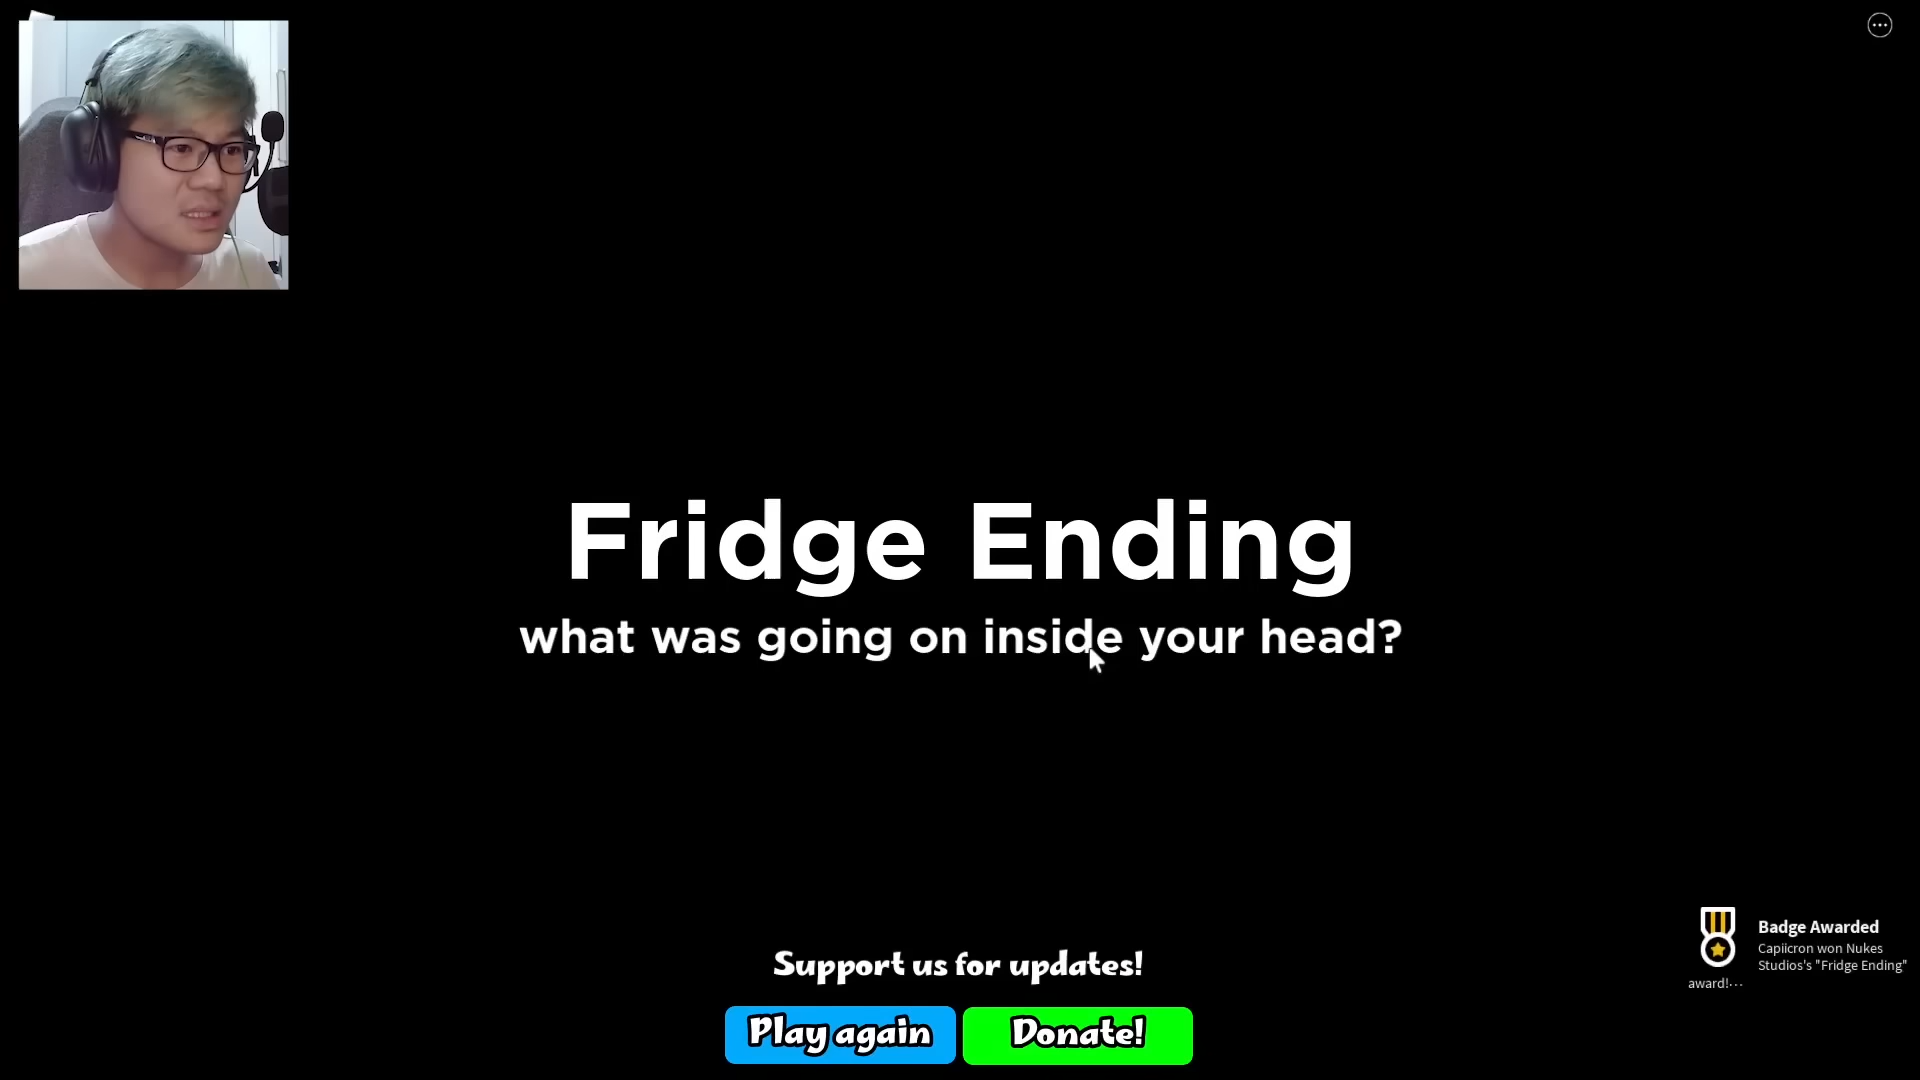 Fridge Ending
what was going on inside your head?
Support us for updates!
Play again
Donate!
Badge Awarded
Capiicron won Nukes
Studios's "Fridge Ending"
award!...